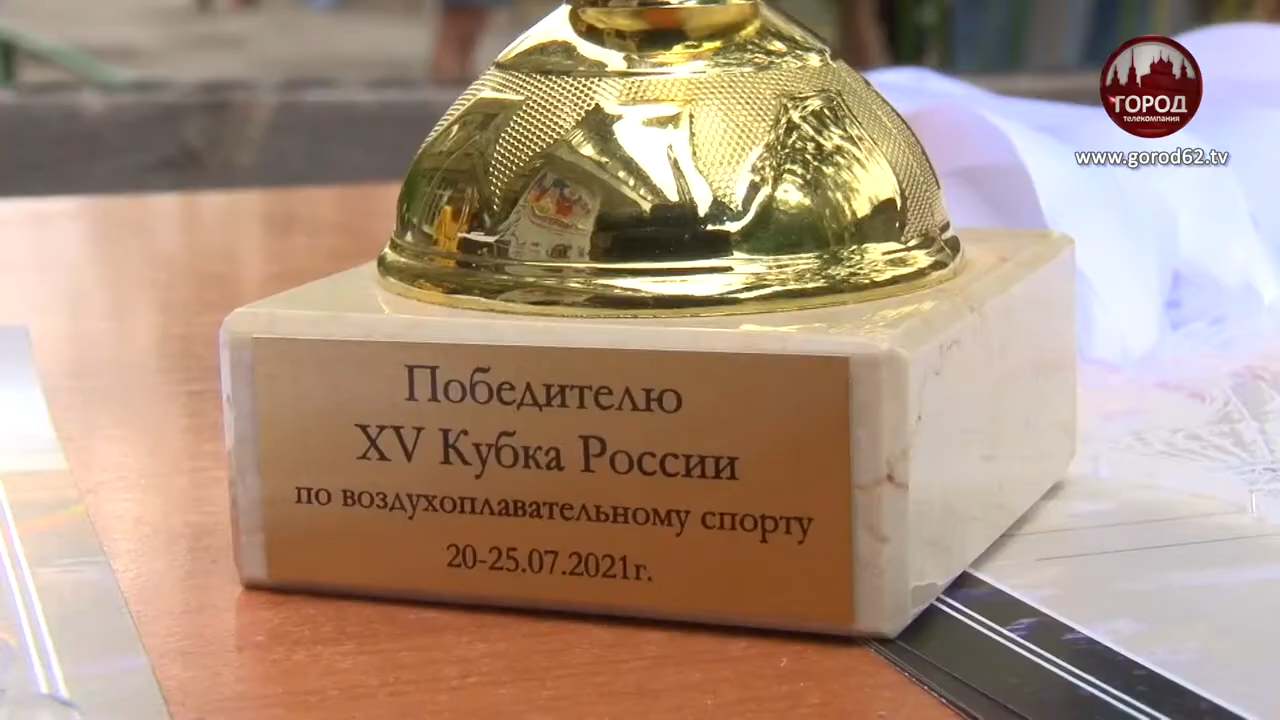 ГОРОД
телекомпания
www.gorod62.tv
Победителю
XV Кубка России
по воздухоплавательному спорту
20-25.07.2021г.